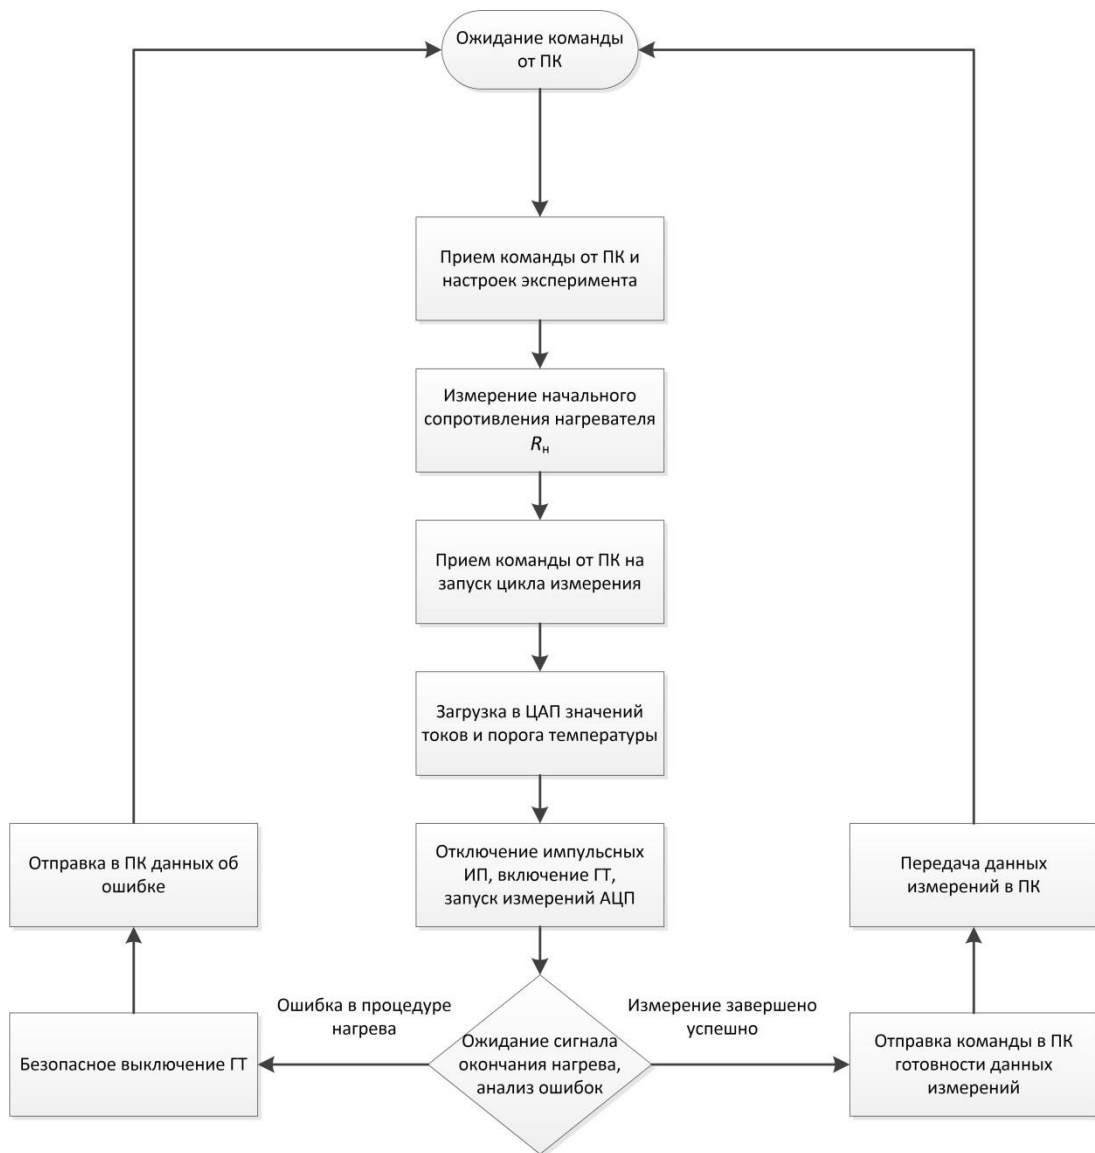 Ожидание команды
от ПК
Прием команды от ПК и
настроек эксперимента
Измерение начального
сопротивления нагревателя
Rн
Прием команды от ПК на
запуск цикла измерения
Загрузка в ЦАП значений
токов и порога температуры
Отправка в ПК данных об
ошибке
Отключение импульсных
ИП, включение ГТ,
запуск измерений АЦП
Передача данных
измерений в ПК
Ошибка в процедуре
нагрева
Измерение завершено
успешно
Безопасное выключение ГТ
Ожидание сигнала
окончания нагрева,
анализ ошибок
Отправка команды в ПК
готовности данных
измерений